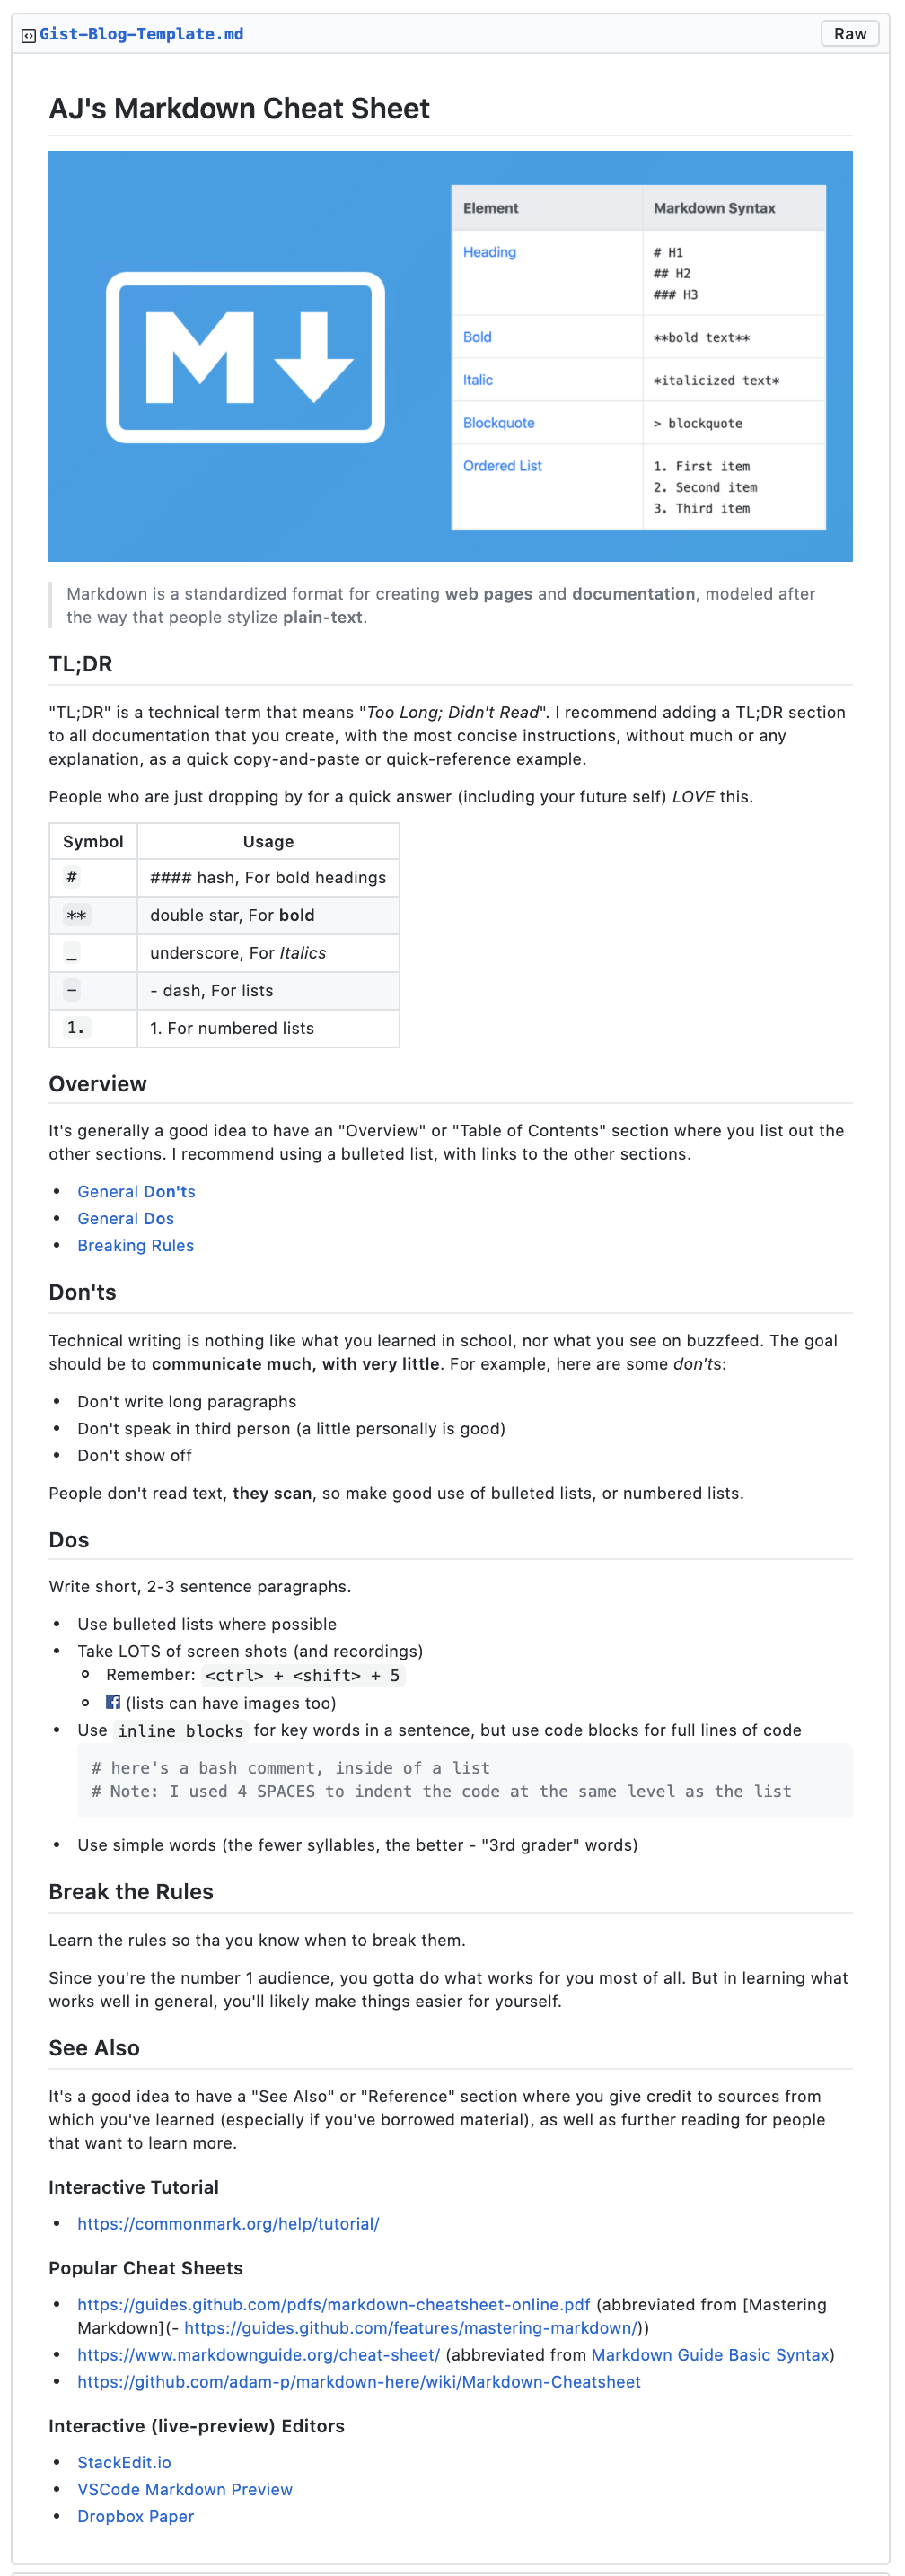 Gist-Blog-Template.md
Raw
AJ's Markdown Cheat Sheet
M
Element Markdown Syntax
Heading # H1
## H2
### H3
Bold **bold text**
Italic *italicized text*
Blockquote > blockquote
Ordered List 1. First item
2. Second item
3. Third item
Markdown is a standardized format for creating web pages and documentation, modeled after
the way that people stylize plain-text.
TL;DR
"TL;DR" is a technical term that means "Too Long; Didn't Read". I recommend adding a TL;DR section
to all documentation that you create, with the most concise instructions, without much or any
explanation, as a quick copy-and-paste or quick-reference example.
People who are just dropping by for a quick answer (including your future self) LOVE this.
Symbol Usage
# #### hash, For bold headings
** double star, For bold
_ underscore, For Italics
- - dash, For lists
1. 1. For numbered lists
Overview
It's generally a good idea to have an "Overview" or "Table of Contents" section where you list out the
other sections. I recommend using a bulleted list, with links to the other sections.
• General Don'ts
• General Dos
• Breaking Rules
Don'ts
Technical writing is nothing like what you learned in school, nor what you see on buzzfeed. The goal
should be to communicate much, with very little. For example, here are some don'ts:
• Don't write long paragraphs
• Don't speak in third person (a little personally is good)
• Don't show off
People don't read text, they scan, so make good use of bulleted lists, or numbered lists.
Dos
Write short, 2-3 sentence paragraphs.
• Use bulleted lists where possible
• Take LOTS of screen shots (and recordings)
Remember: <ctrl> + <shift> + 5
f (lists can have images too)
• Use inline blocks for key words in a sentence, but use code blocks for full lines of code
# here's a bash comment, inside of a list
# Note: I used 4 SPACES to indent the code at the same level as the list
• Use simple words (the fewer syllables, the better - "3rd grader" words)
Break the Rules
Learn the rules so tha you know when to break them.
Since you're the number 1 audience, you gotta do what works for you most of all. But in learning what
works well in general, you'll likely make things easier for yourself.
See Also
It's a good idea to have a "See Also" or "Reference" section where you give credit to sources from
which you've learned (especially if you've borrowed material), as well as further reading for people
that want to learn more.
Interactive Tutorial
• https://commonmark.org/help/tutorial/
Popular Cheat Sheets
• https://guides.github.com/pdfs/markdown-cheatsheet-online.pdf (abbreviated from [Mastering
Markdown](- https://guides.github.com/features/mastering-markdown/))
• https://www.markdownguide.org/cheat-sheet/ (abbreviated from Markdown Guide Basic Syntax)
• https://github.com/adam-p/markdown-here/wiki/Markdown-Cheatsheet
Interactive (live-preview) Editors
• StackEdit.io
• VSCode Markdown Preview
• Dropbox Paper